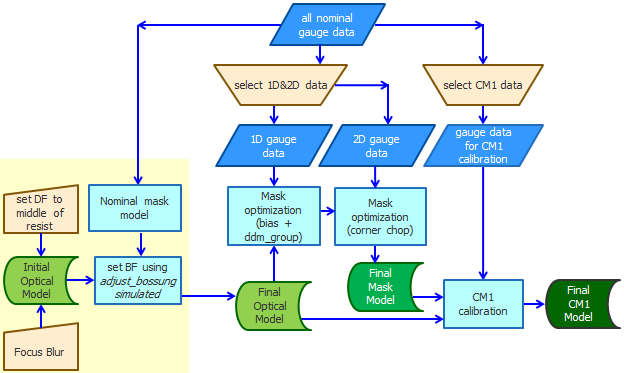 all nominal
gauge data
select 1D&2D data
select CM1 data
1D gauge
data
2D gauge
data
gauge data
for CM1
calibration
set DF to
middle of
resist
Nominal mask
model
Mask
optimization
(bias +
ddm_group)
Mask
optimization
(corner chop)
Initial
Optical
Model
set BF using
adjust_bossung
simulated
Final
Optical
Model
Final
Mask
Model
CM1
calibration
Final
CM1
Model
Focus Blur